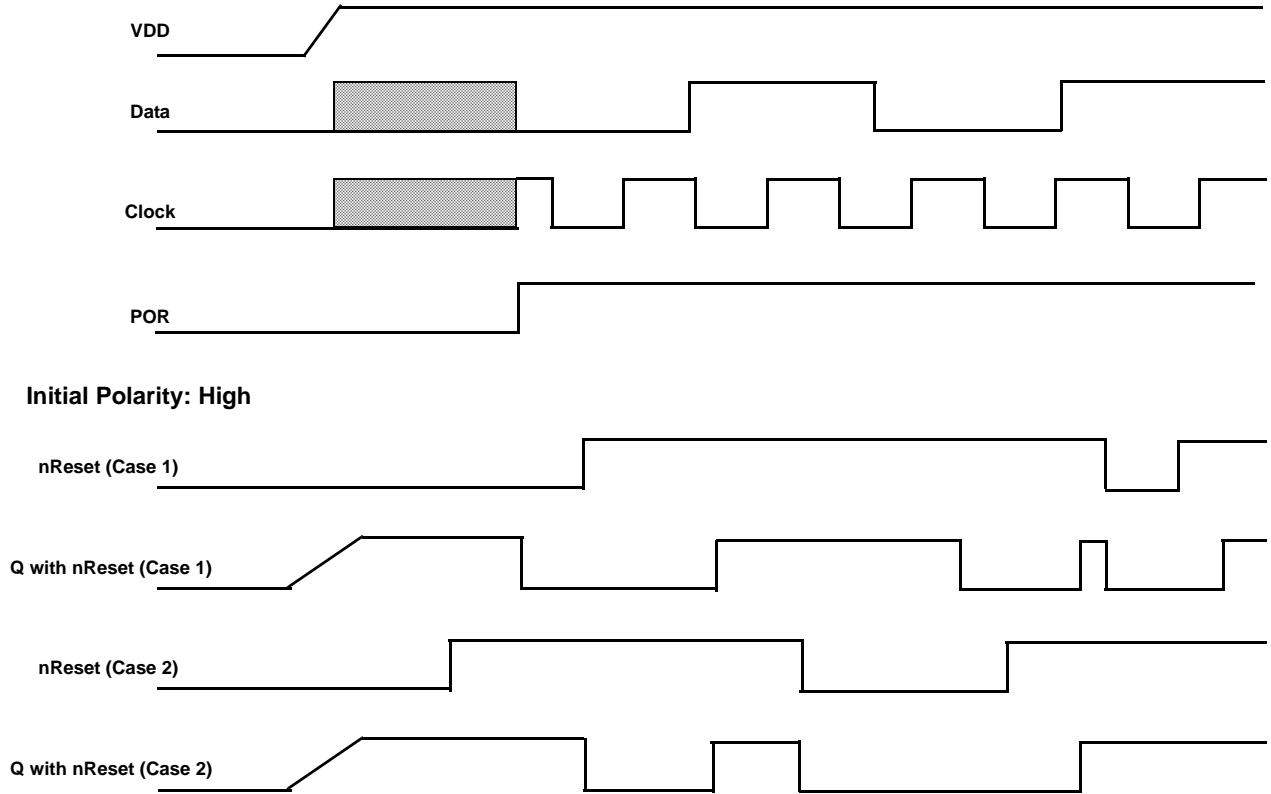 VDD
Data
Clock
POR
Initial Polarity: High
nReset (Case 1)
Q with nReset (Case 1)
nReset (Case 2)
Q with nReset (Case 2)